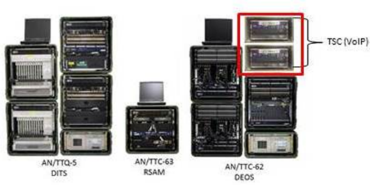 TSC (VoIP)
AN/TTQ-5
DITS
AN/TTC-63
RSAM
AN/TTC-62
DEOS